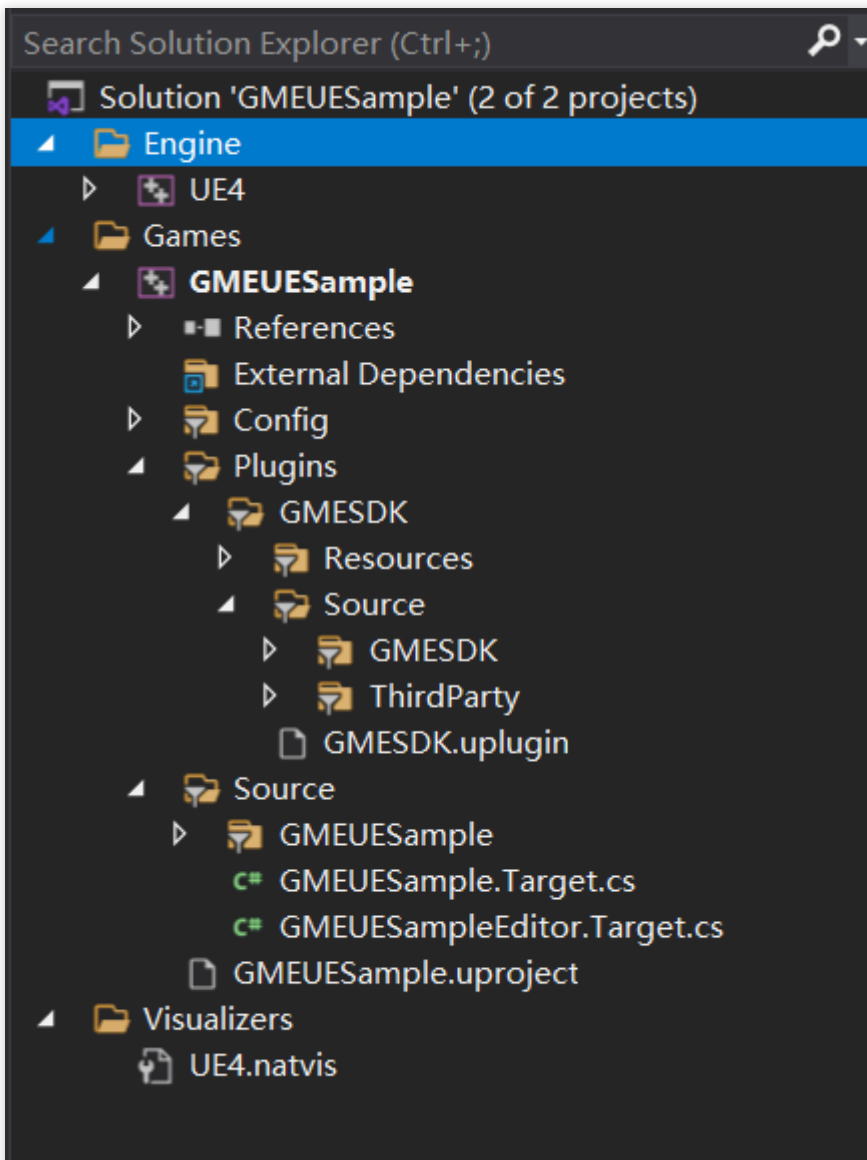 Search Solution Explorer (Ctrl+;)
Solution 'GMEUESample' (2 of 2 projects)
Engine
UE4
Games
GMEUESample
References
External Dependencies
Config
Plugins
GMESDK
Resources
Source
GMESDK
ThirdParty
GMESDK.uplugin
Source
GMEUESample
C# GMEUESample.Target.cs
C# GMEUESampleEditor.Target.cs
GMEUESample.uproject
Visualizers
UE4.natvis